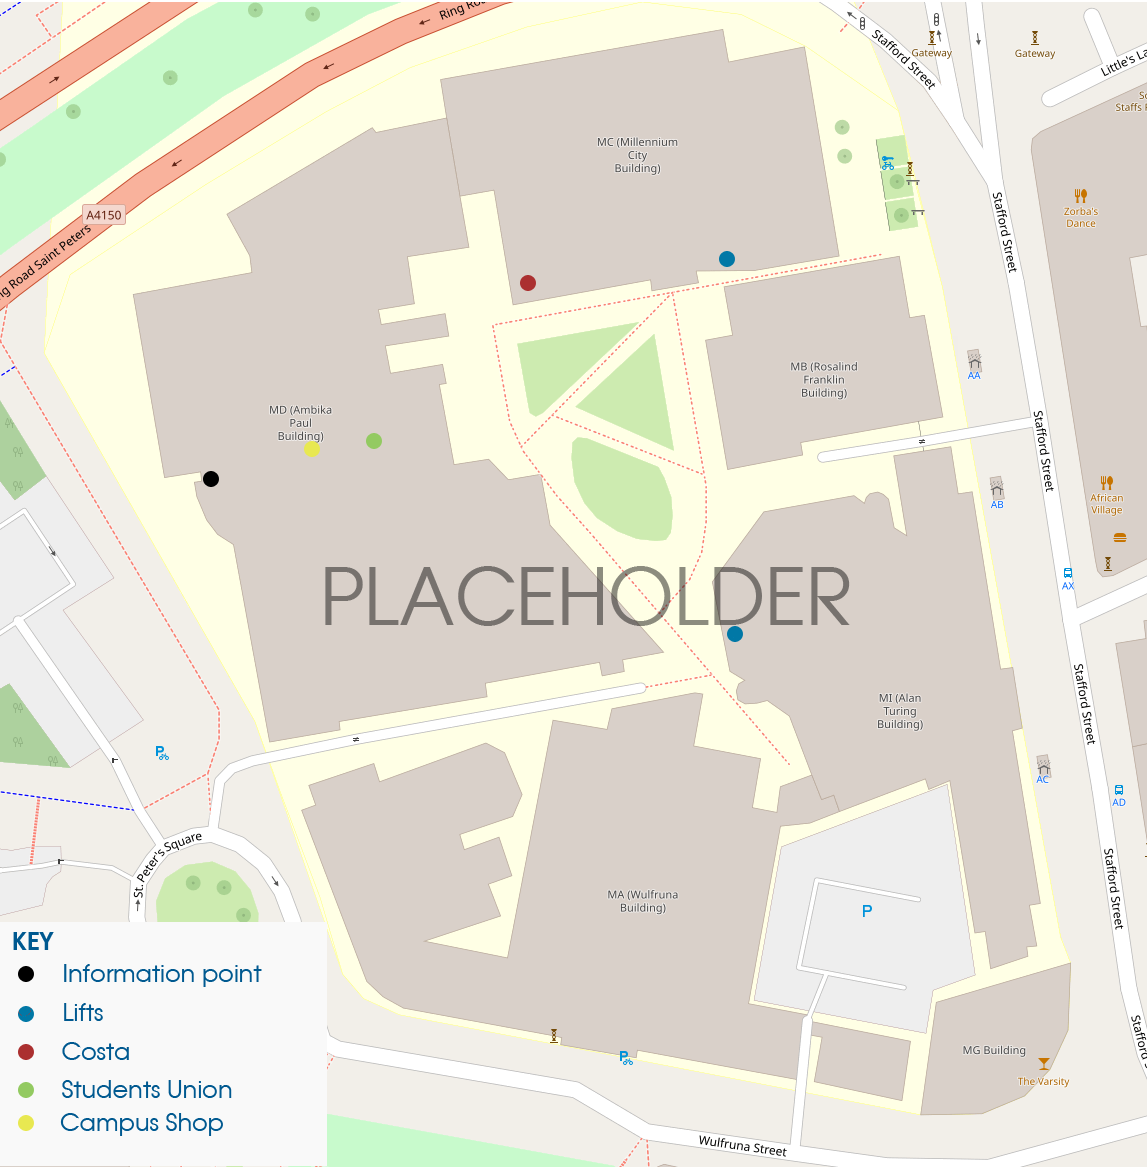 Ring Roa
Stafford Street
Gateway
Gateway
Little's La
Staffs
MC (Millennium
City
Building)
A4150
ng Road Saint Peters
Zorba's
Dance
Stafford Street
MB (Rosalind
Franklin
Building)
AA
MD (Ambika
Paul
Building)
Stafford Street
AB
African
Village
AX
PLACEHOLDER
MI (Alan
Turing
Building)
Stafford Street
P
AC
AD
St. Peter's Square
MA (Wulfruna
Building)
P
Stafford Street
KEY
Information point
Lifts
Costa
Students Union
Campus Shop
P
MG Building
The Varsity
Stafford S
Wulfruna Street